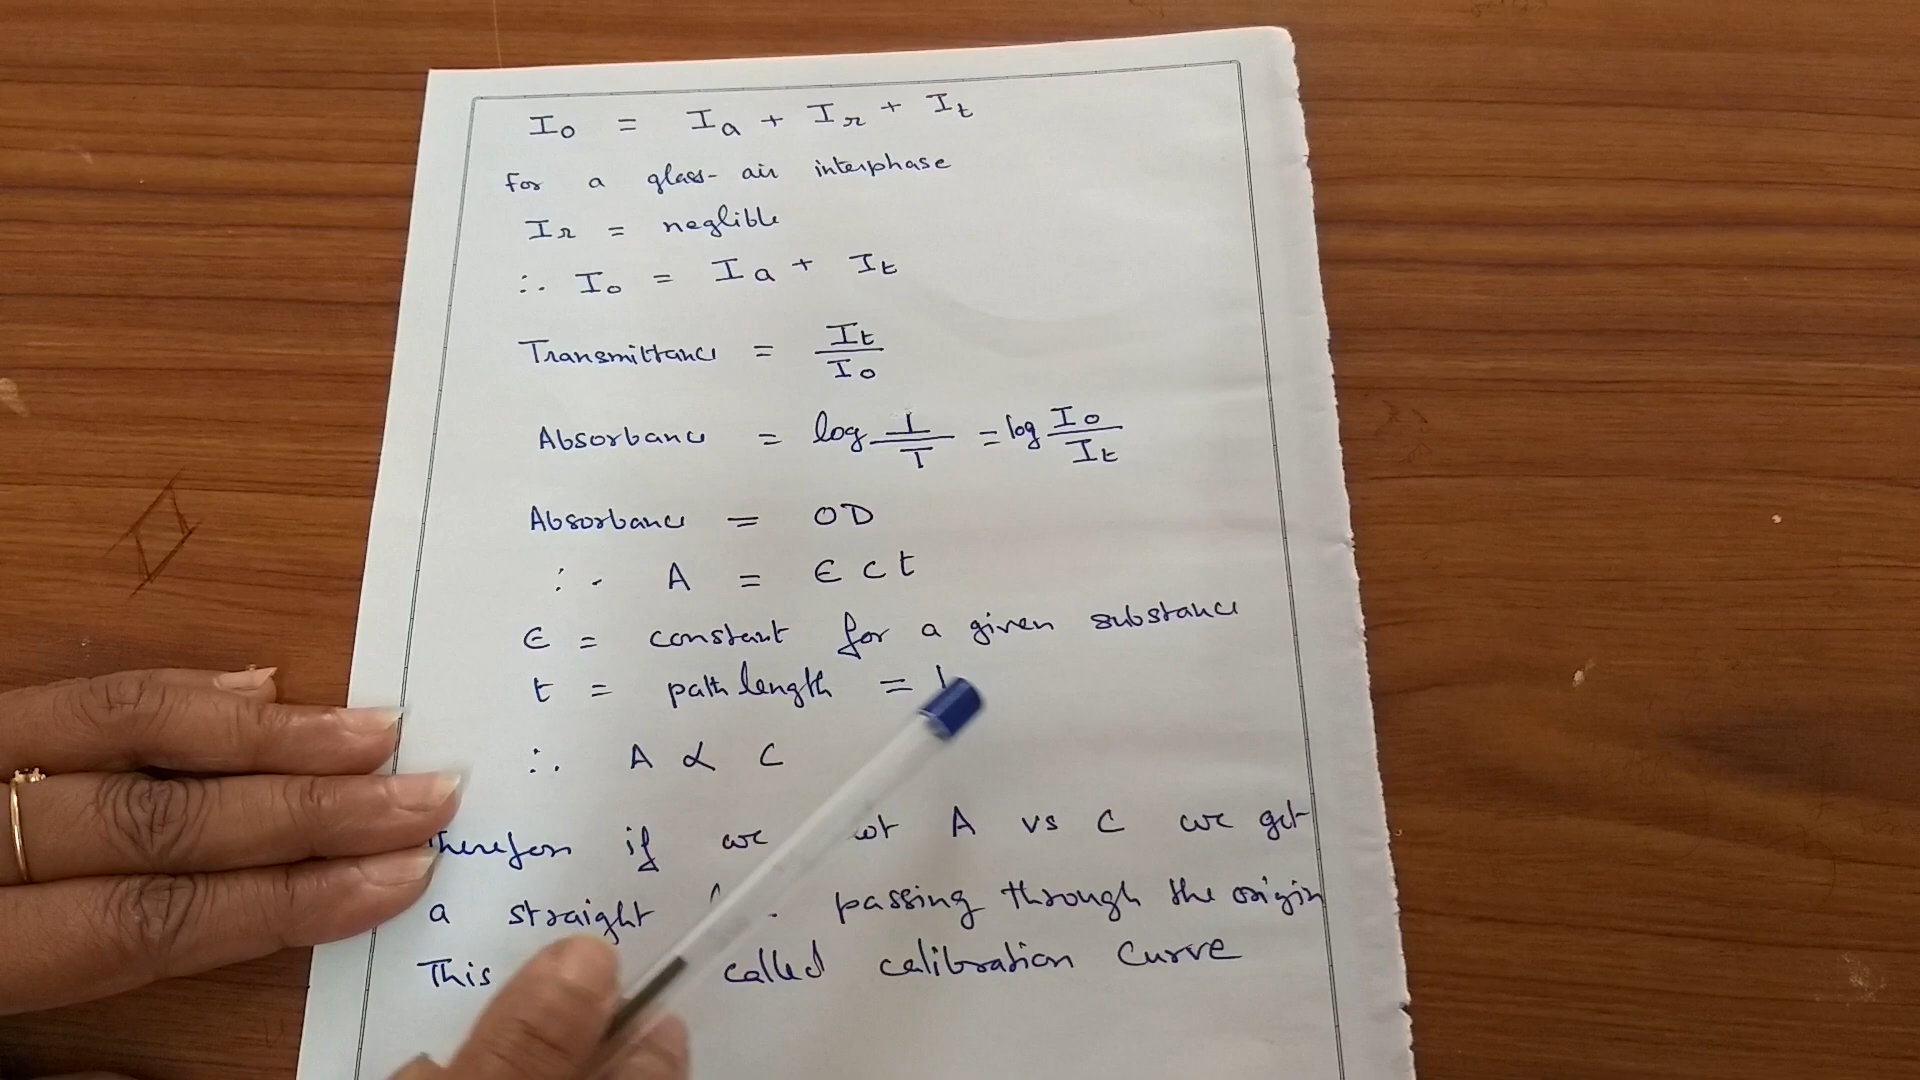 I₀ = Ia + Ir + It
For a glass-air interphase
Ir = neglible
∴ I₀ = Ia + It
Transmittance = It/I₀
Absorbance = log 1/T = log I₀/It
Absorbance = OD
∴ A = ϵ c t
ϵ = constant for a given substance
t = path length =
∴ A ∝ C
Therefore if we A vs C we get
a straight passing through the origin
This called calibration curve